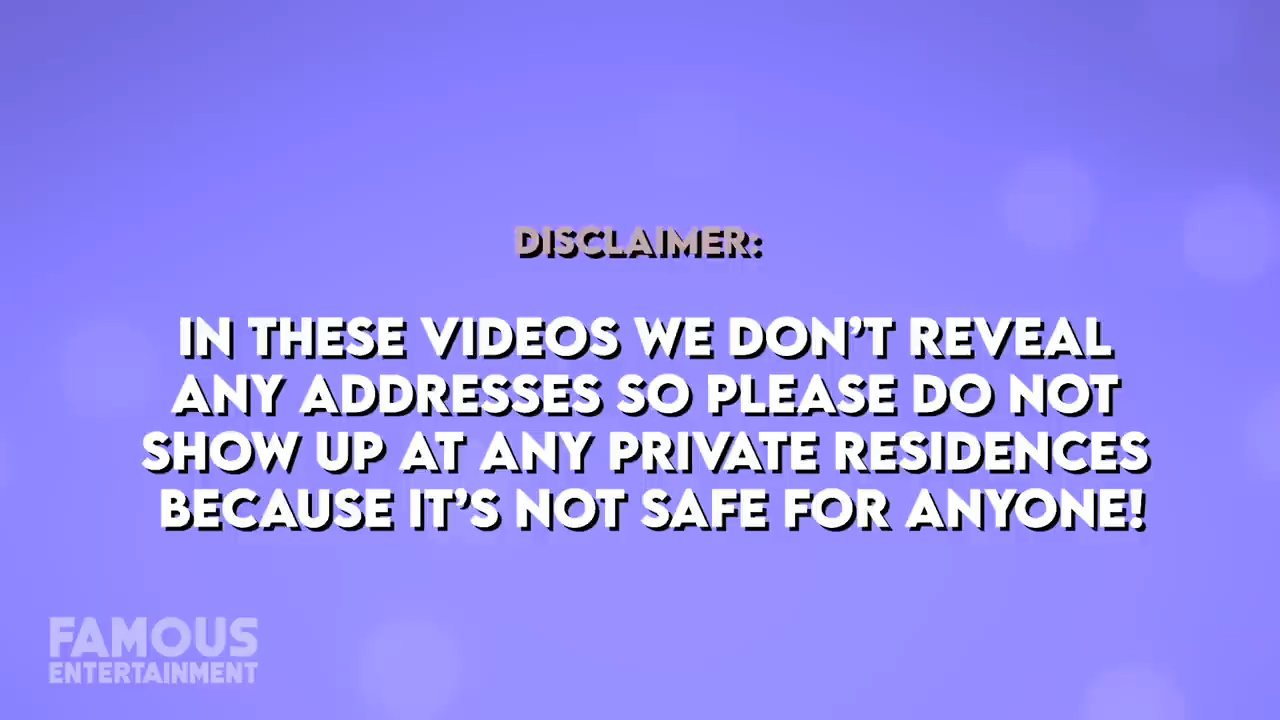 DISCLAIMER:
IN THESE VIDEOS WE DON'T REVEAL
ANY ADDRESSES SO PLEASE DO NOT
SHOW UP AT ANY PRIVATE RESIDENCES
BECAUSE IT'S NOT SAFE FOR ANYONE!
FAMOUS
ENTERTAINMENT